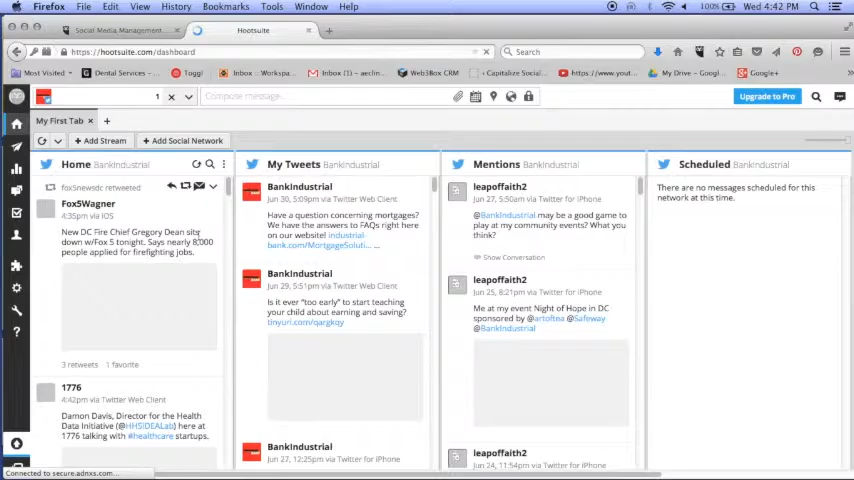 Firefox File Edit View History Bookmarks Tools Window Help
100% Wed 4:42 PM
Social Media Management...
Hootsuite
https://hootsuite.com/dashboard
Search
Most Visited
Dental Services - ...
Toggl
Inbox
Inbox (1) - aeclin...
Web3Box CRM
Capitalize Social...
https://www.yout...
My Drive - Googl...
Google+
1
Compose message...
Upgrade to Pro
My First Tab
+ Add Stream
+ Add Social Network
Home BankIndustrial
fox5newsdc retweeted
Fox5Wagner
4:35pm via iOS
New DC Fire Chief Gregory Dean sits
down w/Fox 5 tonight. Says nearly 8,000
people applied for firefighting jobs.
3 retweets 1 favorite
1776
4:42pm via Twitter Web Client
Damon Davis, Director for the Health
Data Initiative (@HHSIDEALab) here at
1776 talking with #healthcare startups.
My Tweets BankIndustrial
BankIndustrial
Jun 30, 5:09pm via Twitter Web Client
Have a question concerning mortgages?
We have the answers to FAQs right here
on our website! industrial-
bank.com/MortgageSoluti... ...
BankIndustrial
Jun 29, 5:51pm via Twitter Web Client
Is it ever "too early" to start teaching
your child about earning and saving?
tinyurl.com/qargkqy
BankIndustrial
Jun 27, 12:25pm via Twitter for iPhone
Mentions BankIndustrial
leapoffaith2
Jun 27, 5:50am via Twitter for iPhone
@BankIndustrial may be a good game to
play at my community events? What you
think?
Show Conversation
leapoffaith2
Jun 25, 8:21pm via Twitter for iPhone
Me at my event Night of Hope in DC
sponsored by @artoftea @Safeway
@BankIndustrial
leapoffaith2
Jun 24, 11:54pm via Twitter for iPhone
Scheduled BankIndustrial
There are no messages scheduled for this
network at this time.
Connected to secure.adnxs.com...